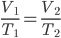 V₁/T₁ = V₂/T₂